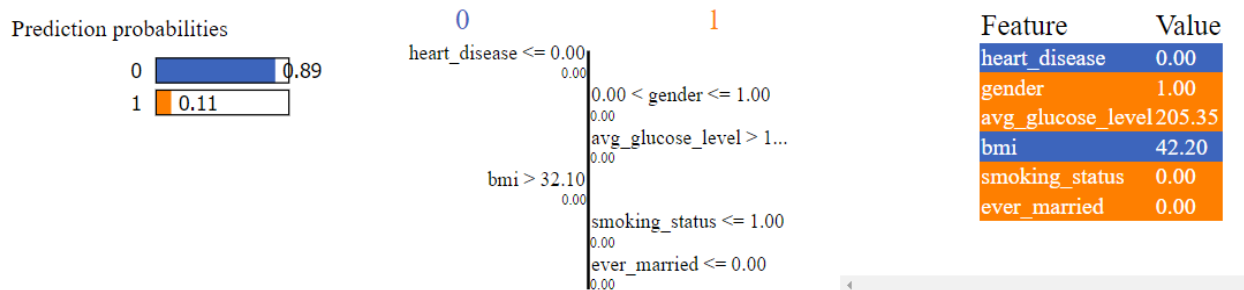 Prediction probabilities
0 0.89
1 0.11
0 1
heart_disease <= 0.00
0.00
0.00 < gender <= 1.00
0.00
avg_glucose_level > 1...
0.00
bmi > 32.10
0.00
smoking_status <= 1.00
0.00
ever_married <= 0.00
0.00
Feature Value
heart_disease 0.00
gender 1.00
avg_glucose_level 205.35
bmi 42.20
smoking_status 0.00
ever_married 0.00